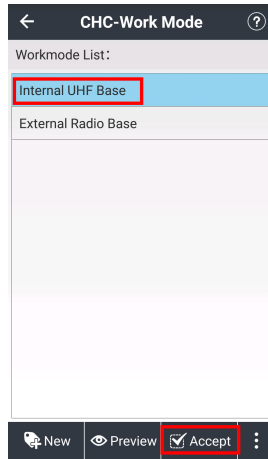 CHC-Work Mode ?
Workmode List:
Internal UHF Base
External Radio Base
New Preview Accept